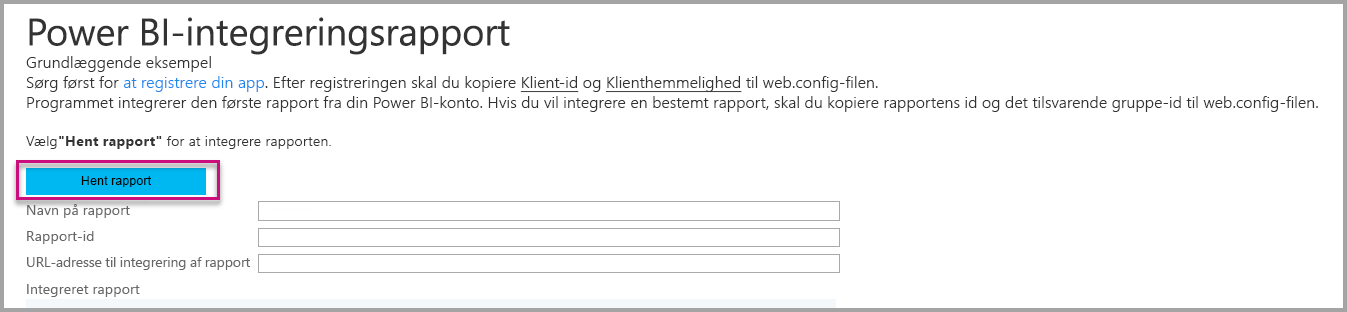 Power BI-integreringsrapport
Grundlæggende eksempel
Sørg først for at registrere din app. Efter registreringen skal du kopiere Klient-id og Klienthemmelighed til web.config-filen.
Programmet integrerer den første rapport fra din Power BI-konto. Hvis du vil integrere en bestemt rapport, skal du kopiere rapportens id og det tilsvarende gruppe-id til web.config-filen.
Vælg"Hent rapport" for at integrere rapporten.
Hent rapport
Navn på rapport
Rapport-id
URL-adresse til integrering af rapport
Integreret rapport